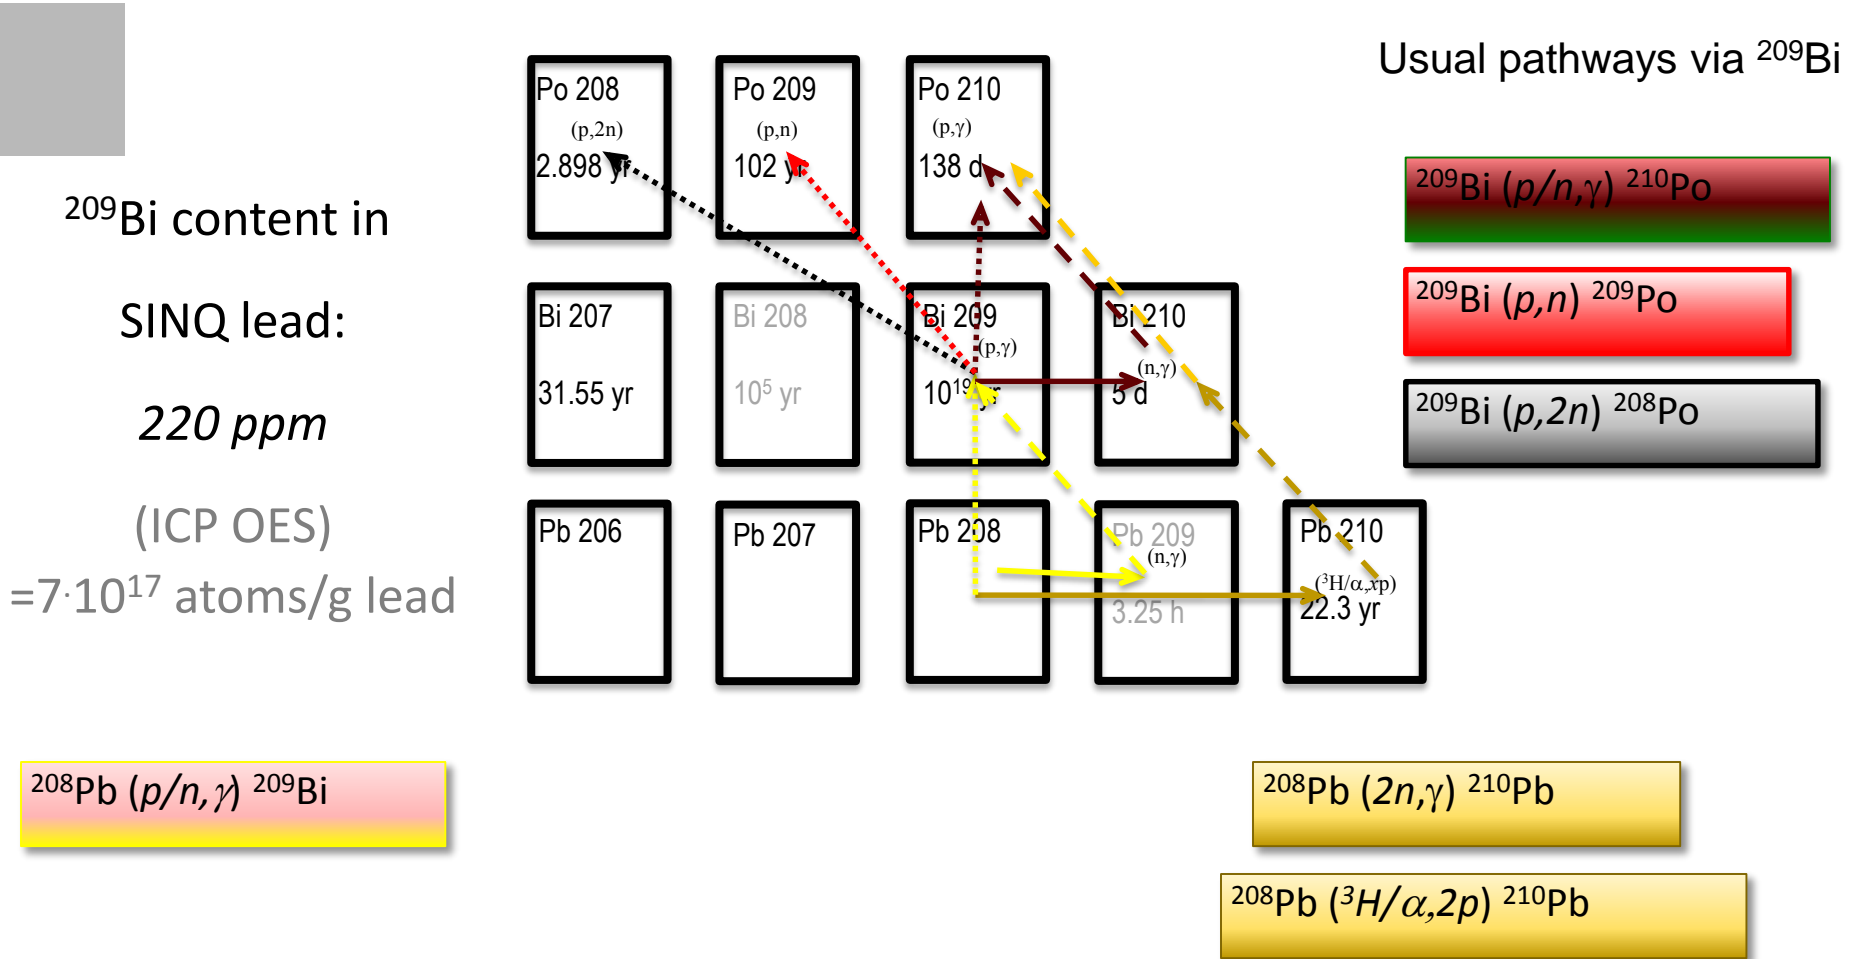 Usual pathways via ²⁰⁹Bi
²⁰⁹Bi content in
SINQ lead:
220 ppm
(ICP OES)
=7·10¹⁷ atoms/g lead
Po 208
(p,2n)
2.898 yr
Po 209
(p,n)
102 yr
Po 210
(p,γ)
138 d
Bi 207
31.55 yr
Bi 208
10⁵ yr
Bi 209
(p,γ)
10¹⁹ yr
Bi 210
(n,γ)
5 d
Pb 206
Pb 207
Pb 208
Pb 209
(n,γ)
3.25 h
Pb 210
(³H/α,xp)
22.3 yr
²⁰⁹Bi (p/n,γ) ²¹⁰Po
²⁰⁹Bi (p,n) ²⁰⁹Po
²⁰⁹Bi (p,2n) ²⁰⁸Po
²⁰⁸Pb (p/n,γ) ²⁰⁹Bi
²⁰⁸Pb (2n,γ) ²¹⁰Pb
²⁰⁸Pb (³H/α,2p) ²¹⁰Pb